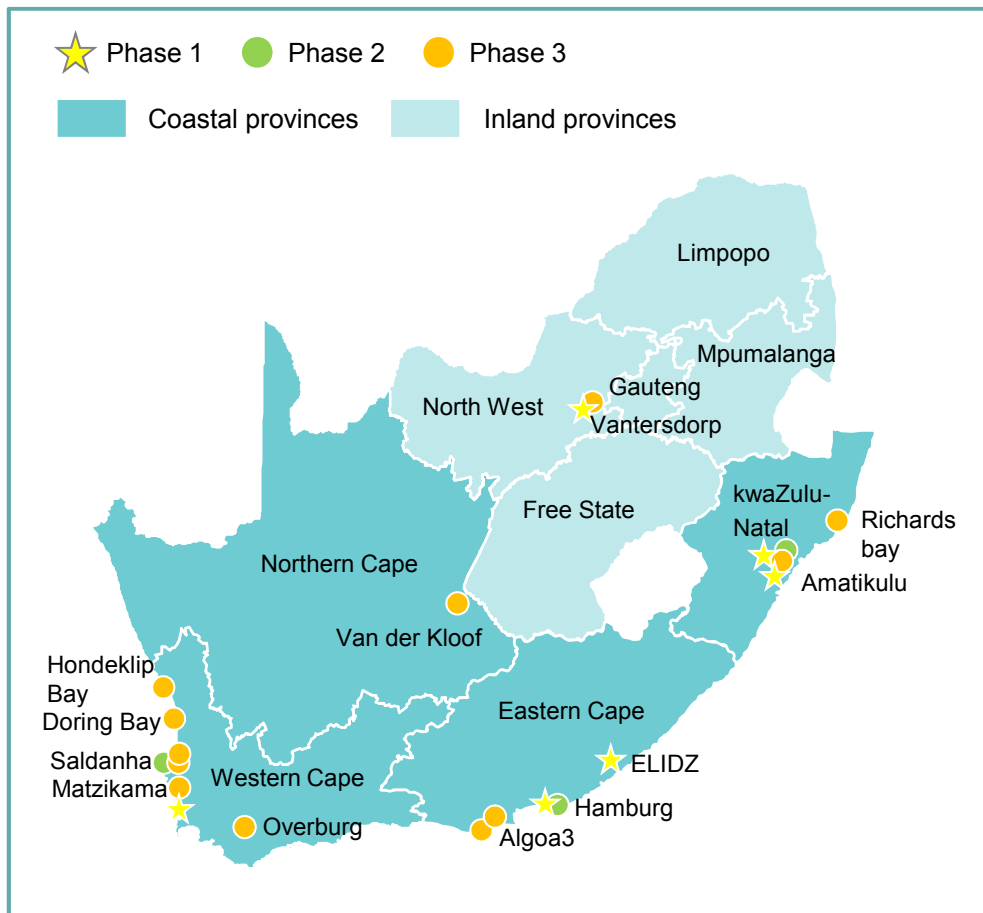 Phase 1
Phase 2
Phase 3
Coastal provinces
Inland provinces
Limpopo
Mpumalanga
Gauteng
North West
Vantersdorp
kwaZulu-
Natal
Free State
Richards
bay
Northern Cape
Amatikulu
Van der Kloof
Hondeklip
Bay
Doring Bay
Eastern Cape
Saldanha
ELIDZ
Western Cape
Matzikama
Hamburg
Overburg
Algoa3